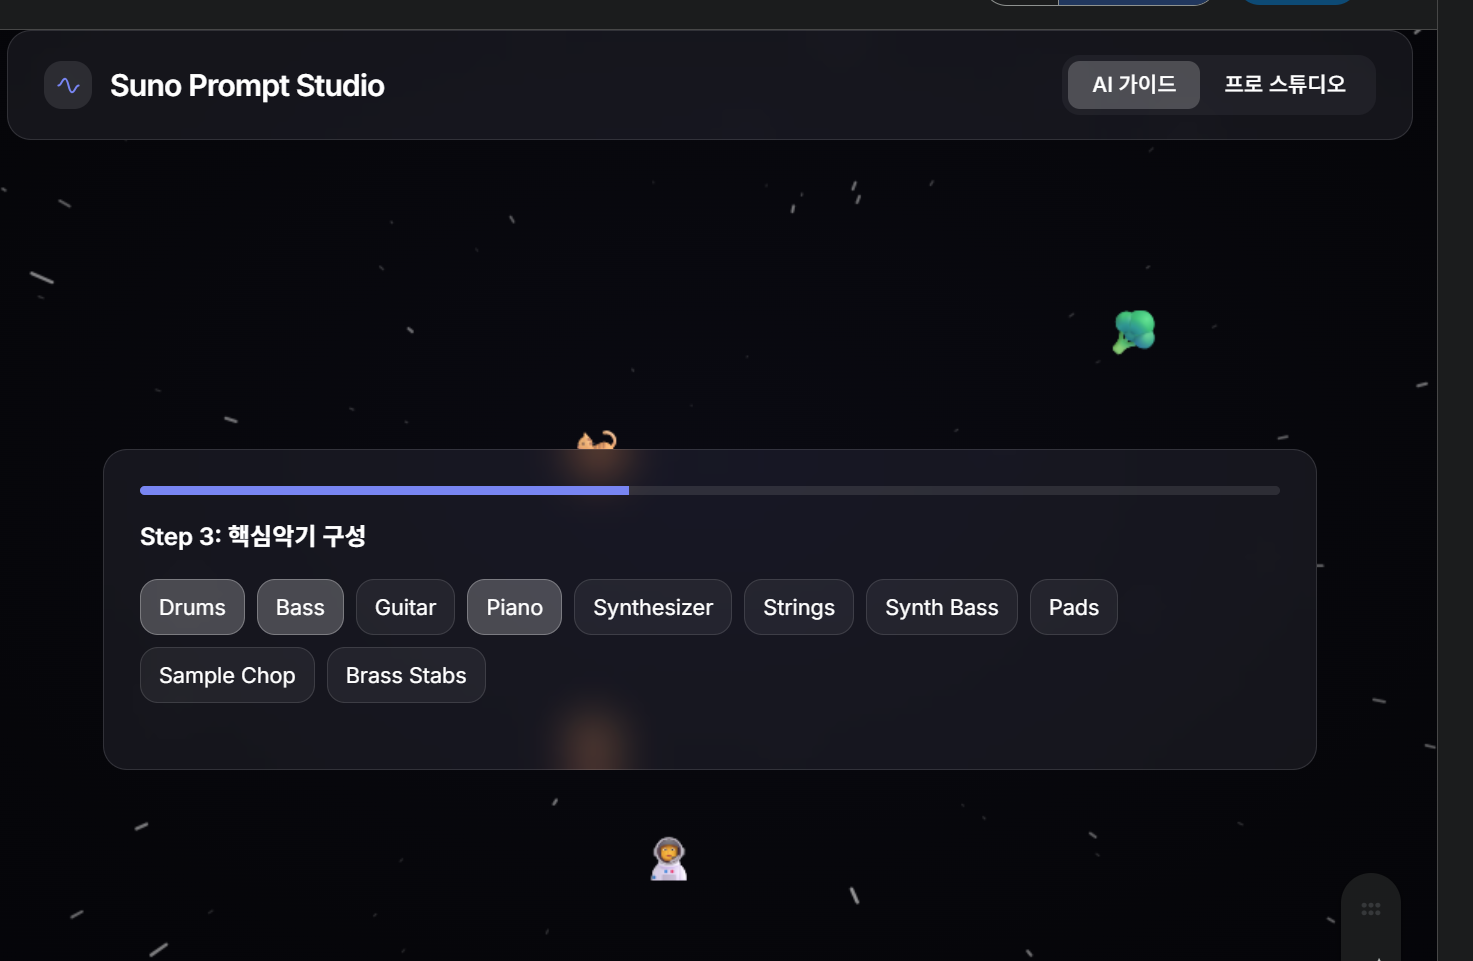 Suno Prompt Studio
AI 가이드
프로 스튜디오
Step 3: 핵심악기 구성
Drums
Bass
Guitar
Piano
Synthesizer
Strings
Synth Bass
Pads
Sample Chop
Brass Stabs